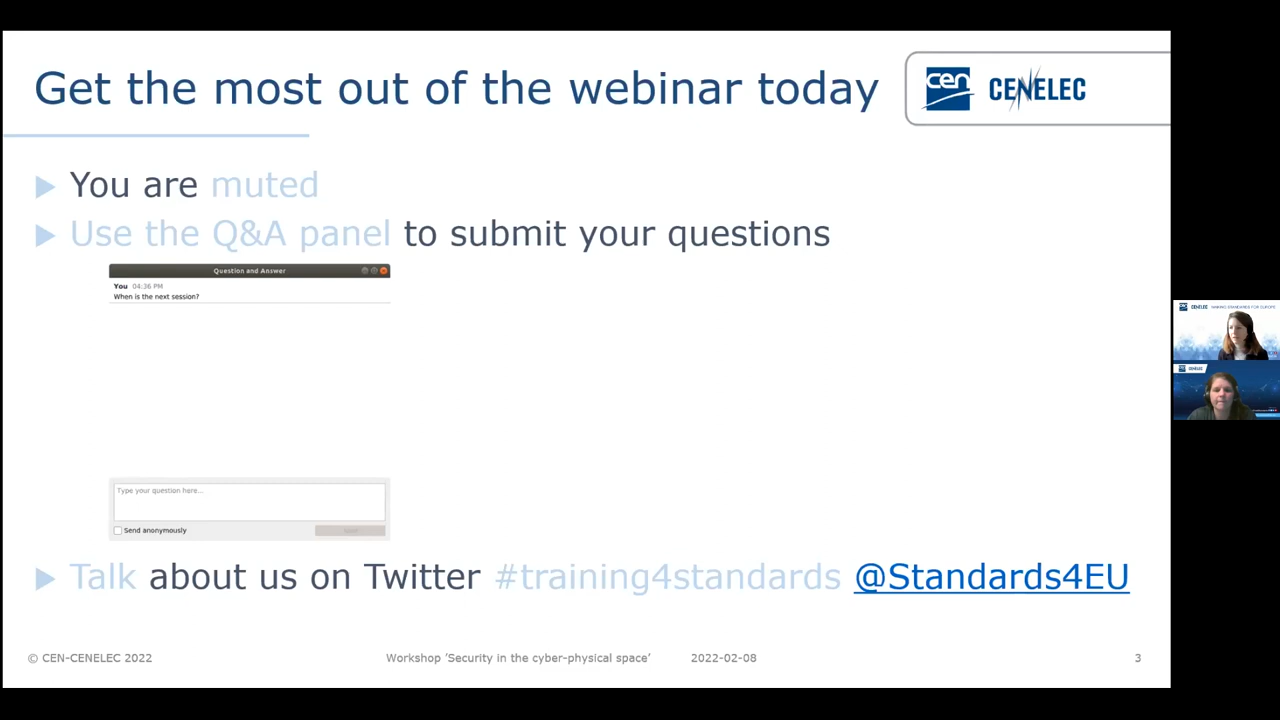 Get the most out of the webinar today
cen CENELEC
You are muted
Use the Q&A panel to submit your questions
Question and Answer
You 04:36 PM
When is the next session?
Type your question here...
Send anonymously
Talk about us on Twitter #training4standards @Standards4EU
© CEN-CENELEC 2022
Workshop ‘Security in the cyber-physical space’
2022-02-08
3
CENELEC